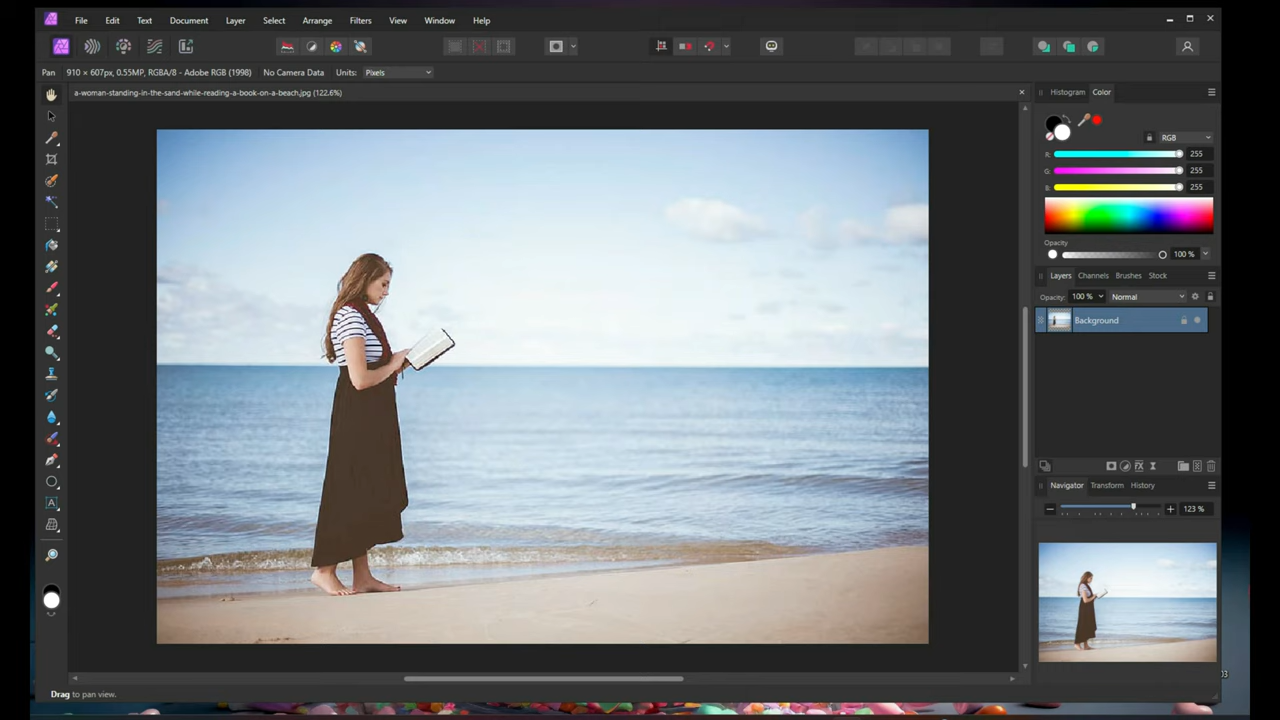 File Edit Text Document Layer Select Arrange Filters View Window Help
Pan 910 × 607px, 0.55MP, RGBA/8 - Adobe RGB (1998) No Camera Data Units: Pixels
a-woman-standing-in-the-sand-while-reading-a-book-on-a-beach.jpg (122.6%)
Histogram Color
RGB
R: 255
G: 255
B: 255
Opacity
100 %
Layers Channels Brushes Stock
Opacity: 100 % Normal
Background
Navigator Transform History
123 %
Drag to pan view.
03